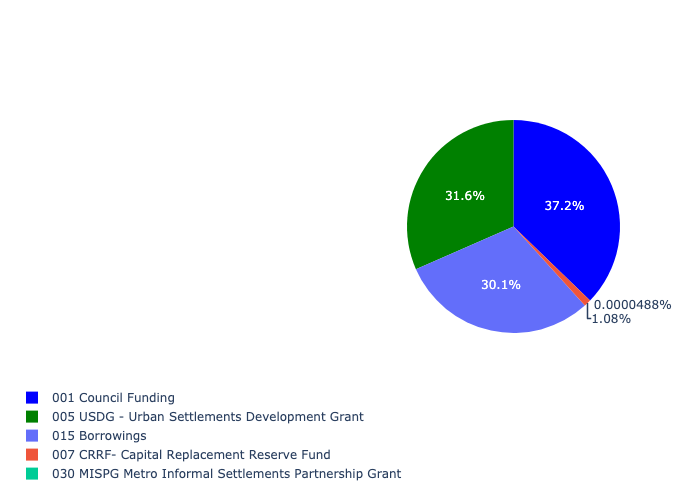 31.6%
37.2%
30.1%
0.0000488%
1.08%
001 Council Funding
005 USDG - Urban Settlements Development Grant
015 Borrowings
007 CRRF- Capital Replacement Reserve Fund
030 MISPG Metro Informal Settlements Partnership Grant